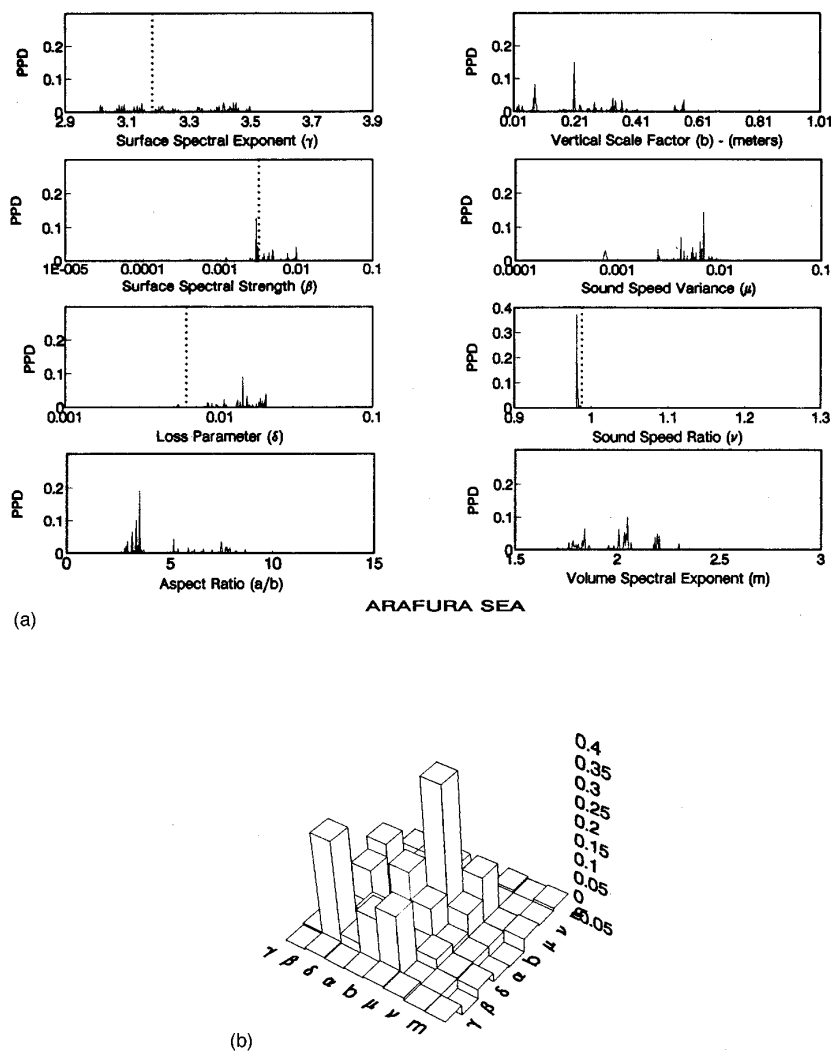 PPD
0.2
0.1
0
2.9 3.1 3.3 3.5 3.7 3.9
Surface Spectral Exponent (γ)
PPD
0.2
0.1
0
0.01 0.21 0.41 0.61 0.81 1.01
Vertical Scale Factor (b) - (meters)
PPD
0.2
0.1
0
1E-005 0.0001 0.001 0.01 0.1
Surface Spectral Strength (β)
PPD
0.2
0.1
0
0.0001 0.001 0.01 0.1
Sound Speed Variance (μ)
PPD
0.2
0.1
0
0.001 0.01 0.1
Loss Parameter (δ)
PPD
0.4
0.3
0.2
0.1
0
0.9 1 1.1 1.2 1.3
Sound Speed Ratio (ν)
PPD
0.2
0.1
0
0 5 10 15
Aspect Ratio (a/b)
PPD
0.2
0.1
0
1.5 2 2.5 3
Volume Spectral Exponent (m)
ARAFURA SEA
(a)
0.4
0.35
0.3
0.25
0.2
0.15
0.1
0.05
0
-0.05
γ β δ α b μ ν m
γ β δ α b μ ν
(b)